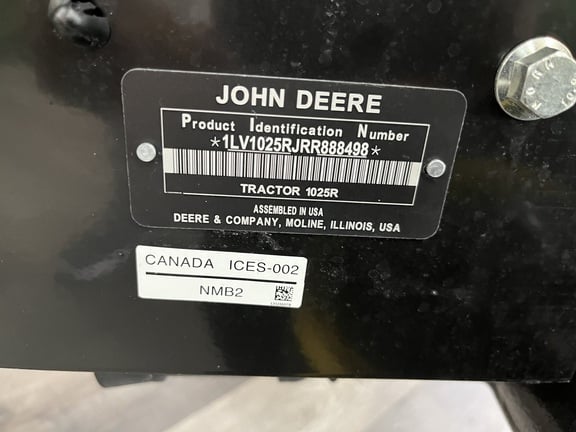 JOHN DEERE
Product Identification Number
*1LV1025RJRR888498*
TRACTOR 1025R
ASSEMBLED IN USA
DEERE & COMPANY, MOLINE, ILLINOIS, USA
CANADA ICES-002
NMB2